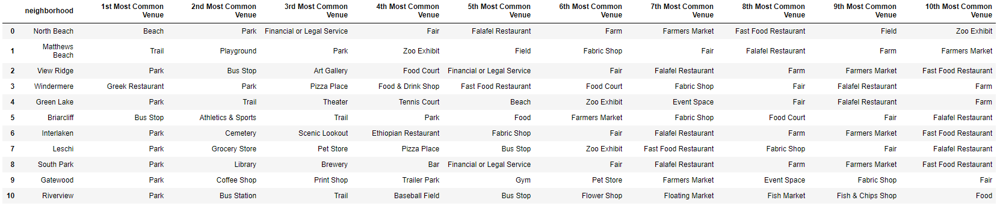 neighborhood 1st Most Common Venue 2nd Most Common Venue 3rd Most Common Venue 4th Most Common Venue 5th Most Common Venue 6th Most Common Venue 7th Most Common Venue 8th Most Common Venue 9th Most Common Venue 10th Most Common Venue
0 North Beach Beach Park Financial or Legal Service Fair Falafel Restaurant Farm Farmers Market Fast Food Restaurant Field Zoo Exhibit
1 Matthews Beach Trail Playground Park Zoo Exhibit Field Fabric Shop Fair Falafel Restaurant Farm Farmers Market
2 View Ridge Park Bus Stop Art Gallery Food Court Financial or Legal Service Fair Falafel Restaurant Farm Farmers Market Fast Food Restaurant
3 Windermere Greek Restaurant Park Pizza Place Food & Drink Shop Fast Food Restaurant Food Court Fabric Shop Fair Falafel Restaurant Farm
4 Green Lake Park Trail Theater Tennis Court Beach Zoo Exhibit Event Space Fair Falafel Restaurant Farm
5 Briarcliff Bus Stop Athletics & Sports Trail Park Food Farmers Market Fabric Shop Food Court Fair Falafel Restaurant
6 Interlaken Park Cemetery Scenic Lookout Ethiopian Restaurant Fabric Shop Fair Falafel Restaurant Farm Farmers Market Fast Food Restaurant
7 Leschi Park Grocery Store Pet Store Pizza Place Bus Stop Zoo Exhibit Fast Food Restaurant Fabric Shop Fair Falafel Restaurant
8 South Park Park Library Brewery Bar Financial or Legal Service Fair Falafel Restaurant Farm Farmers Market Fast Food Restaurant
9 Gatewood Park Coffee Shop Print Shop Trailer Park Gym Pet Store Farmers Market Event Space Fabric Shop Fair
10 Riverview Park Bus Station Trail Baseball Field Bus Stop Flower Shop Floating Market Fish Market Fish & Chips Shop Food